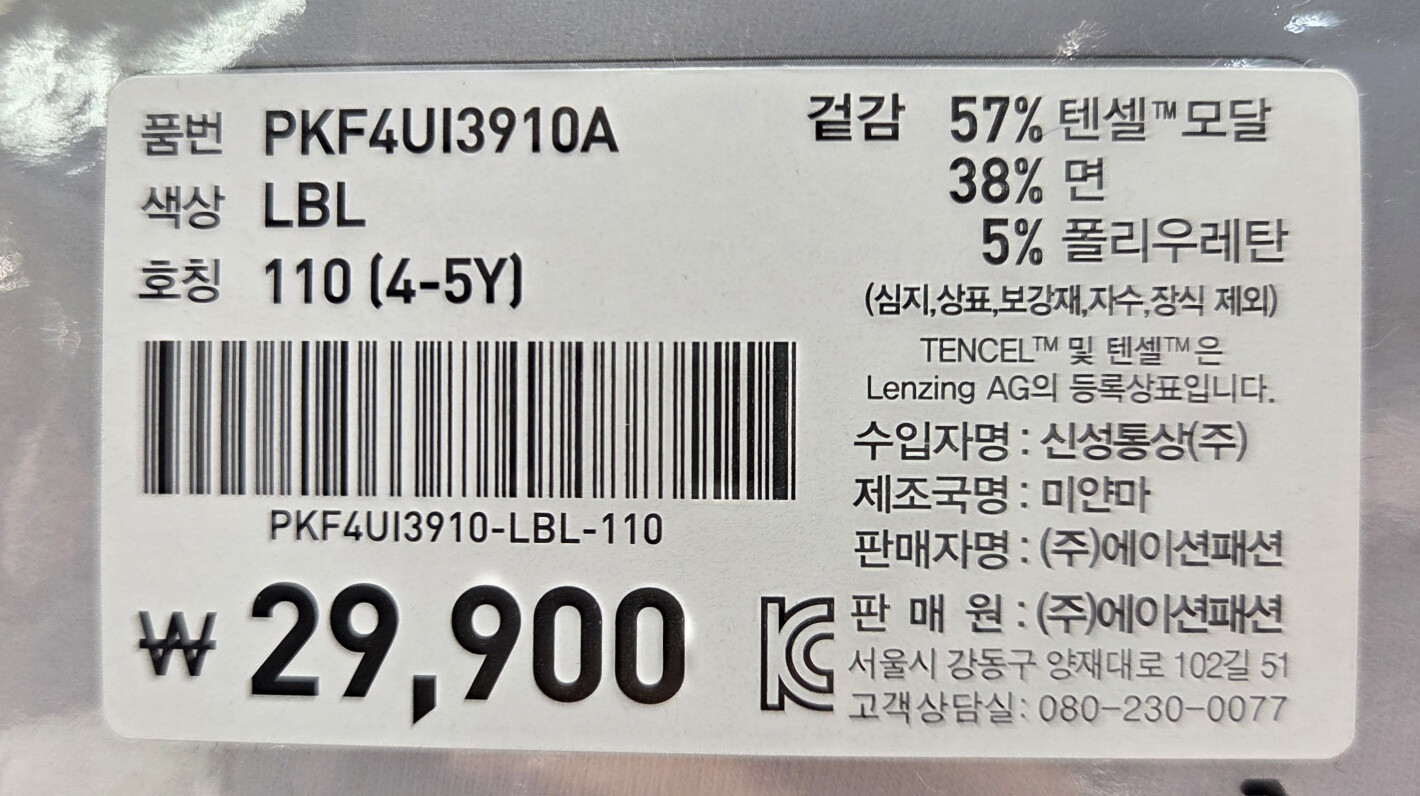 품번 PKF4UI3910A
색상 LBL
호칭 110 (4-5Y)
PKF4UI3910-LBL-110
₩ 29,900
겉감 57% 텐셀™모달
38% 면
5% 폴리우레탄
(심지,상표,보강재,자수,장식 제외)
TENCEL™ 및 텐셀™은
Lenzing AG의 등록상표입니다.
수입자명 : 신성통상(주)
제조국명 : 미얀마
판매자명 : (주)에이션패션
KC
판 매 원 : (주)에이션패션
서울시 강동구 양재대로 102길 51
고객상담실: 080-230-0077